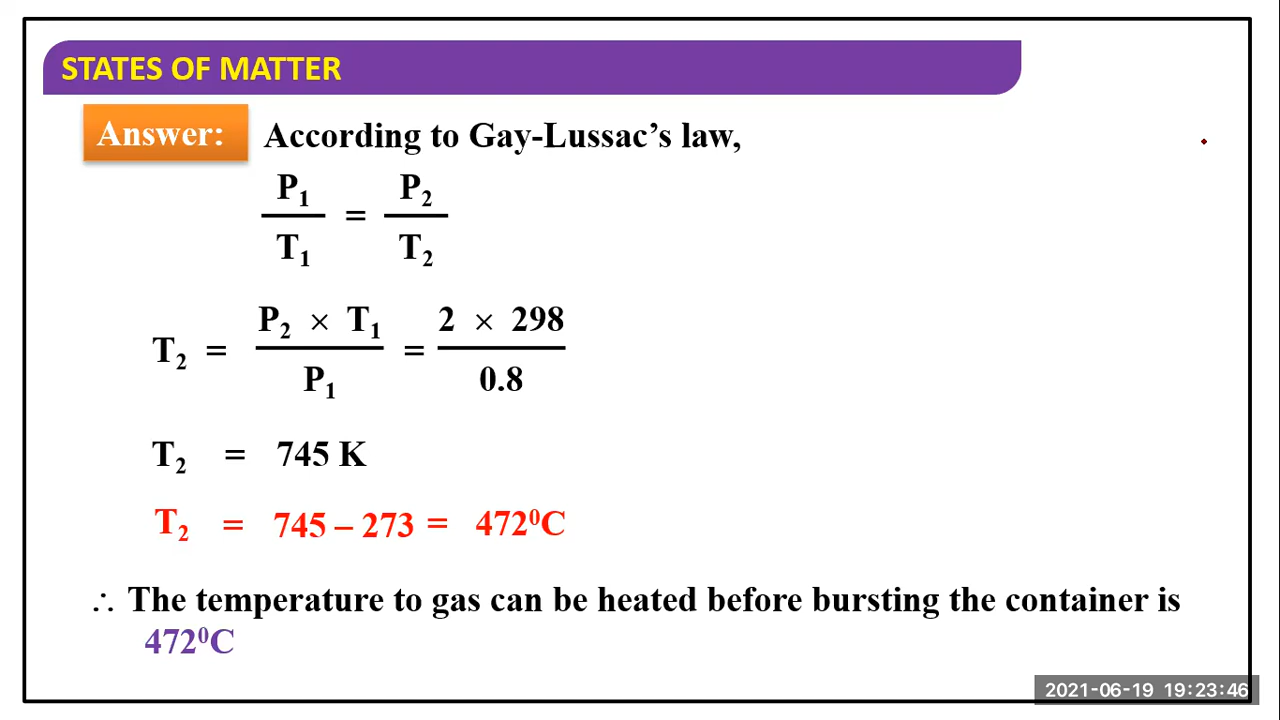 STATES OF MATTER
Answer: According to Gay-Lussac’s law,
P₁/T₁ = P₂/T₂
T₂ = (P₂ × T₁)/P₁ = (2 × 298)/0.8
T₂ = 745 K
T₂ = 745 – 273 = 472⁰C
∴ The temperature to gas can be heated before bursting the container is
472⁰C
2021-06-19 19:23:46